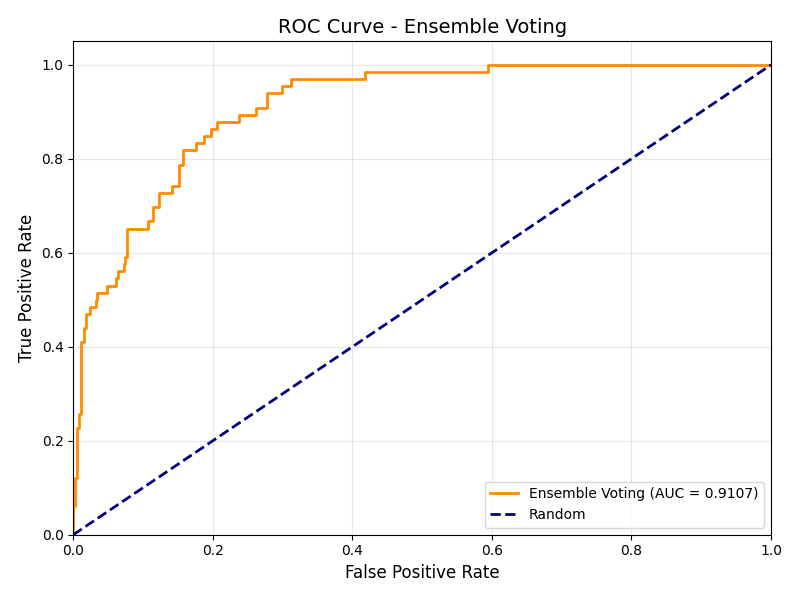 ROC Curve - Ensemble Voting
True Positive Rate
1.0
0.8
0.6
0.4
0.2
0.0
0.0 0.2 0.4 0.6 0.8 1.0
False Positive Rate
Ensemble Voting (AUC = 0.9107)
Random